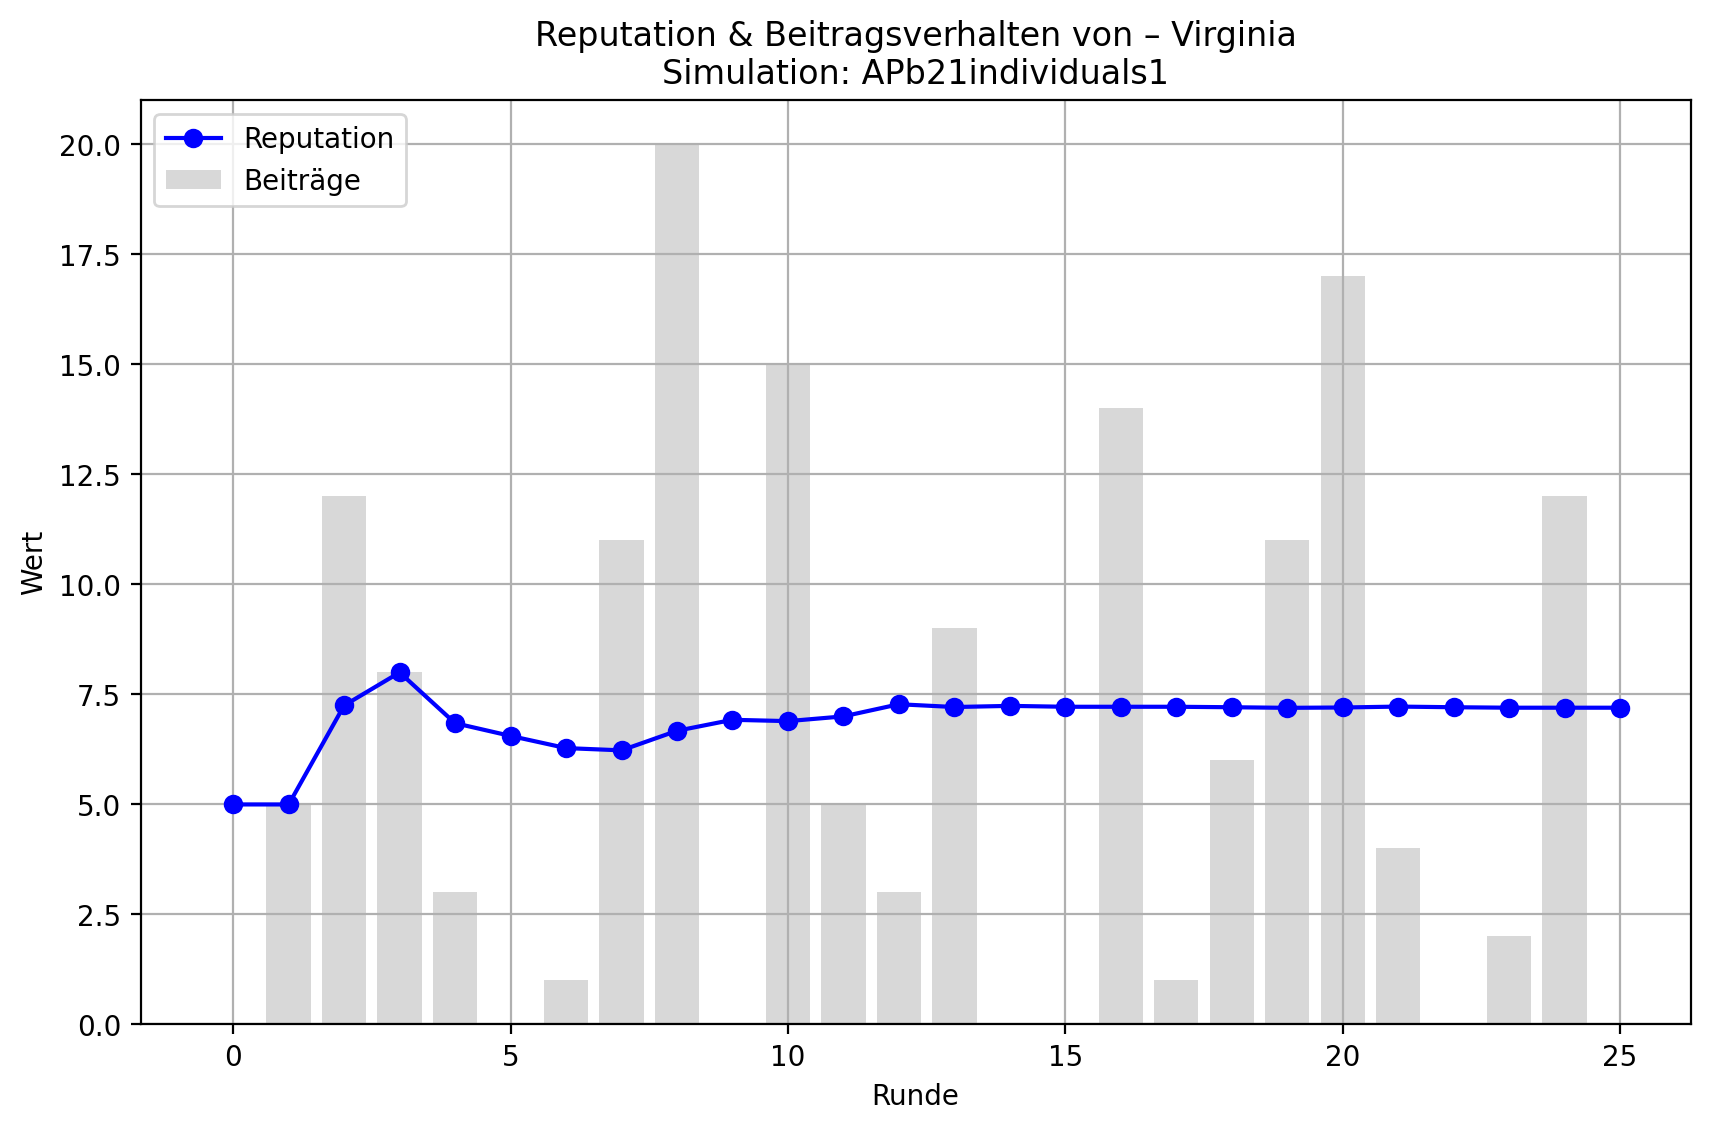 Reputation & Beitragsverhalten von – Virginia
Simulation: APb21individuals1
Reputation
Beiträge
20.0
17.5
15.0
12.5
10.0
7.5
5.0
2.5
0.0
Wert
0 5 10 15 20 25
Runde